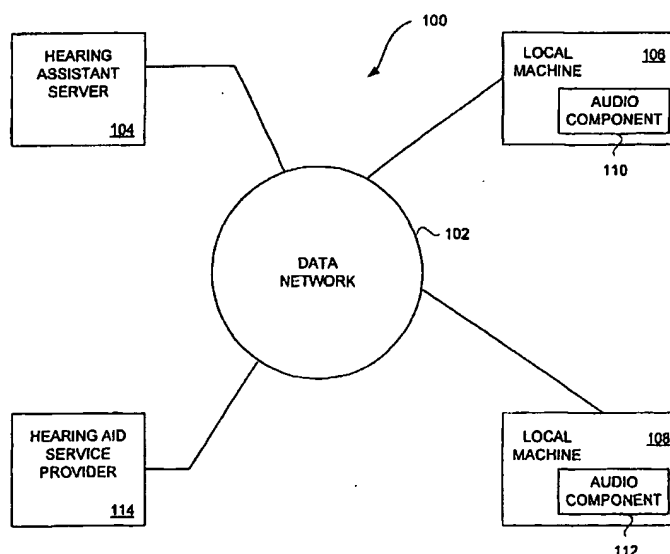 100
HEARING
ASSISTANT
SERVER
104
LOCAL
MACHINE
106
AUDIO
COMPONENT
110
102
DATA
NETWORK
HEARING AID
SERVICE
PROVIDER
114
LOCAL
MACHINE
108
AUDIO
COMPONENT
112